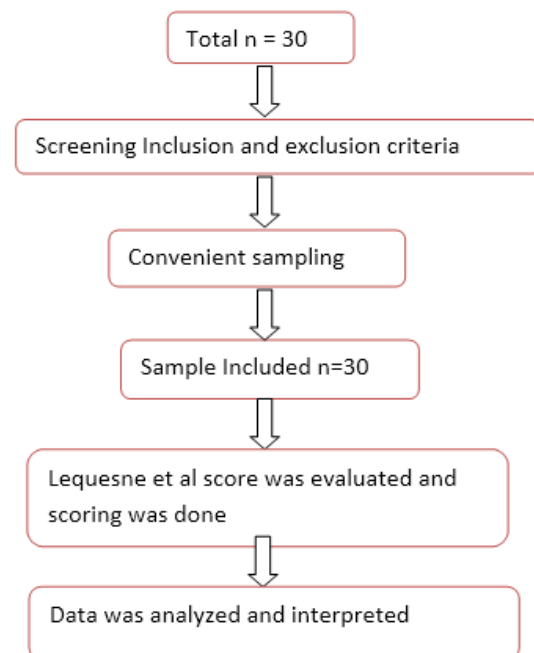 Total n = 30
Screening Inclusion and exclusion criteria
Convenient sampling
Sample Included n=30
Lequesne et al score was evaluated and
scoring was done
Data was analyzed and interpreted